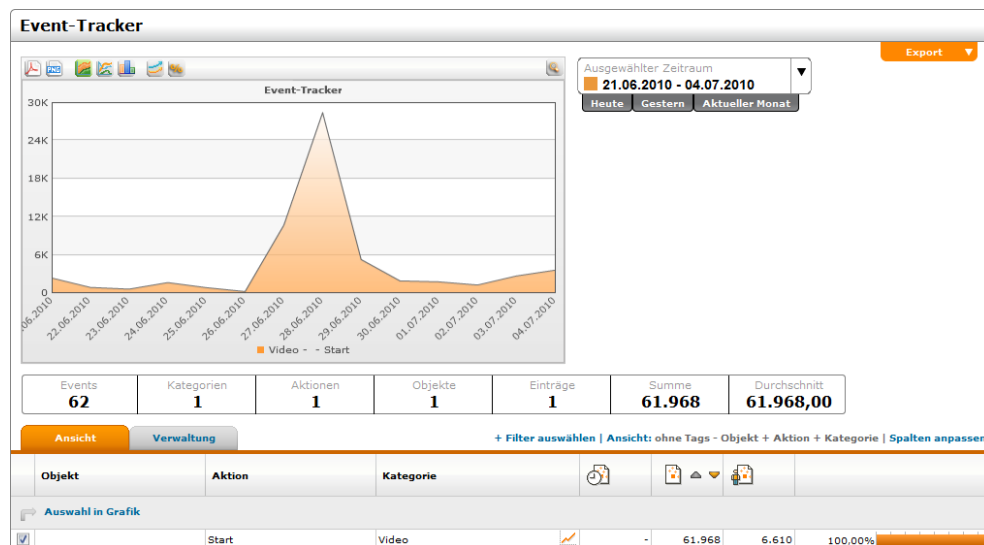 Event-Tracker
Export
Ausgewählter Zeitraum
21.06.2010 - 04.07.2010
Heute Gestern Aktueller Monat
Event-Tracker
30K
24K
18K
12K
6K
0
.06.2010 22.06.2010 23.06.2010 24.06.2010 25.06.2010 26.06.2010 27.06.2010 28.06.2010 29.06.2010 30.06.2010 01.07.2010 02.07.2010 03.07.2010 04.07.2010
Video - - Start
Events Kategorien Aktionen Objekte Einträge Summe Durchschnitt
62 1 1 1 1 61.968 61.968,00
Ansicht Verwaltung + Filter auswählen | Ansicht: ohne Tags - Objekt + Aktion + Kategorie | Spalten anpassen
Objekt Aktion Kategorie
Auswahl in Grafik
Start Video - 61.968 6.610 100,00%